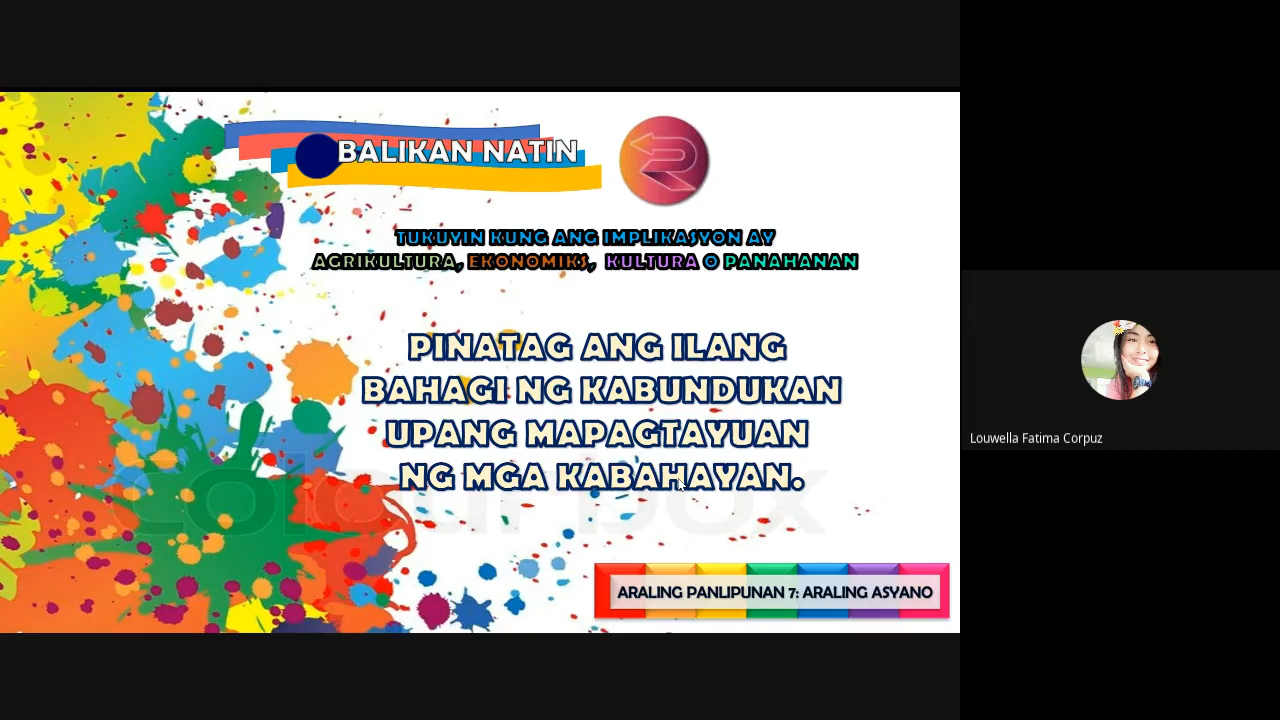 BALIKAN NATIN
TUKUYIN KUNG ANG IMPLIKASYON AY
AGRIKULTURA, EKONOMIKS, KULTURA O PANAHANAN
PINATAG ANG ILANG
BAHAGI NG KABUNDUKAN
UPANG MAPAGTAYUAN
NG MGA KABAHAYAN.
colourbox
ARALING PANLIPUNAN 7: ARALING ASYANO
Louwella Fatima Corpuz